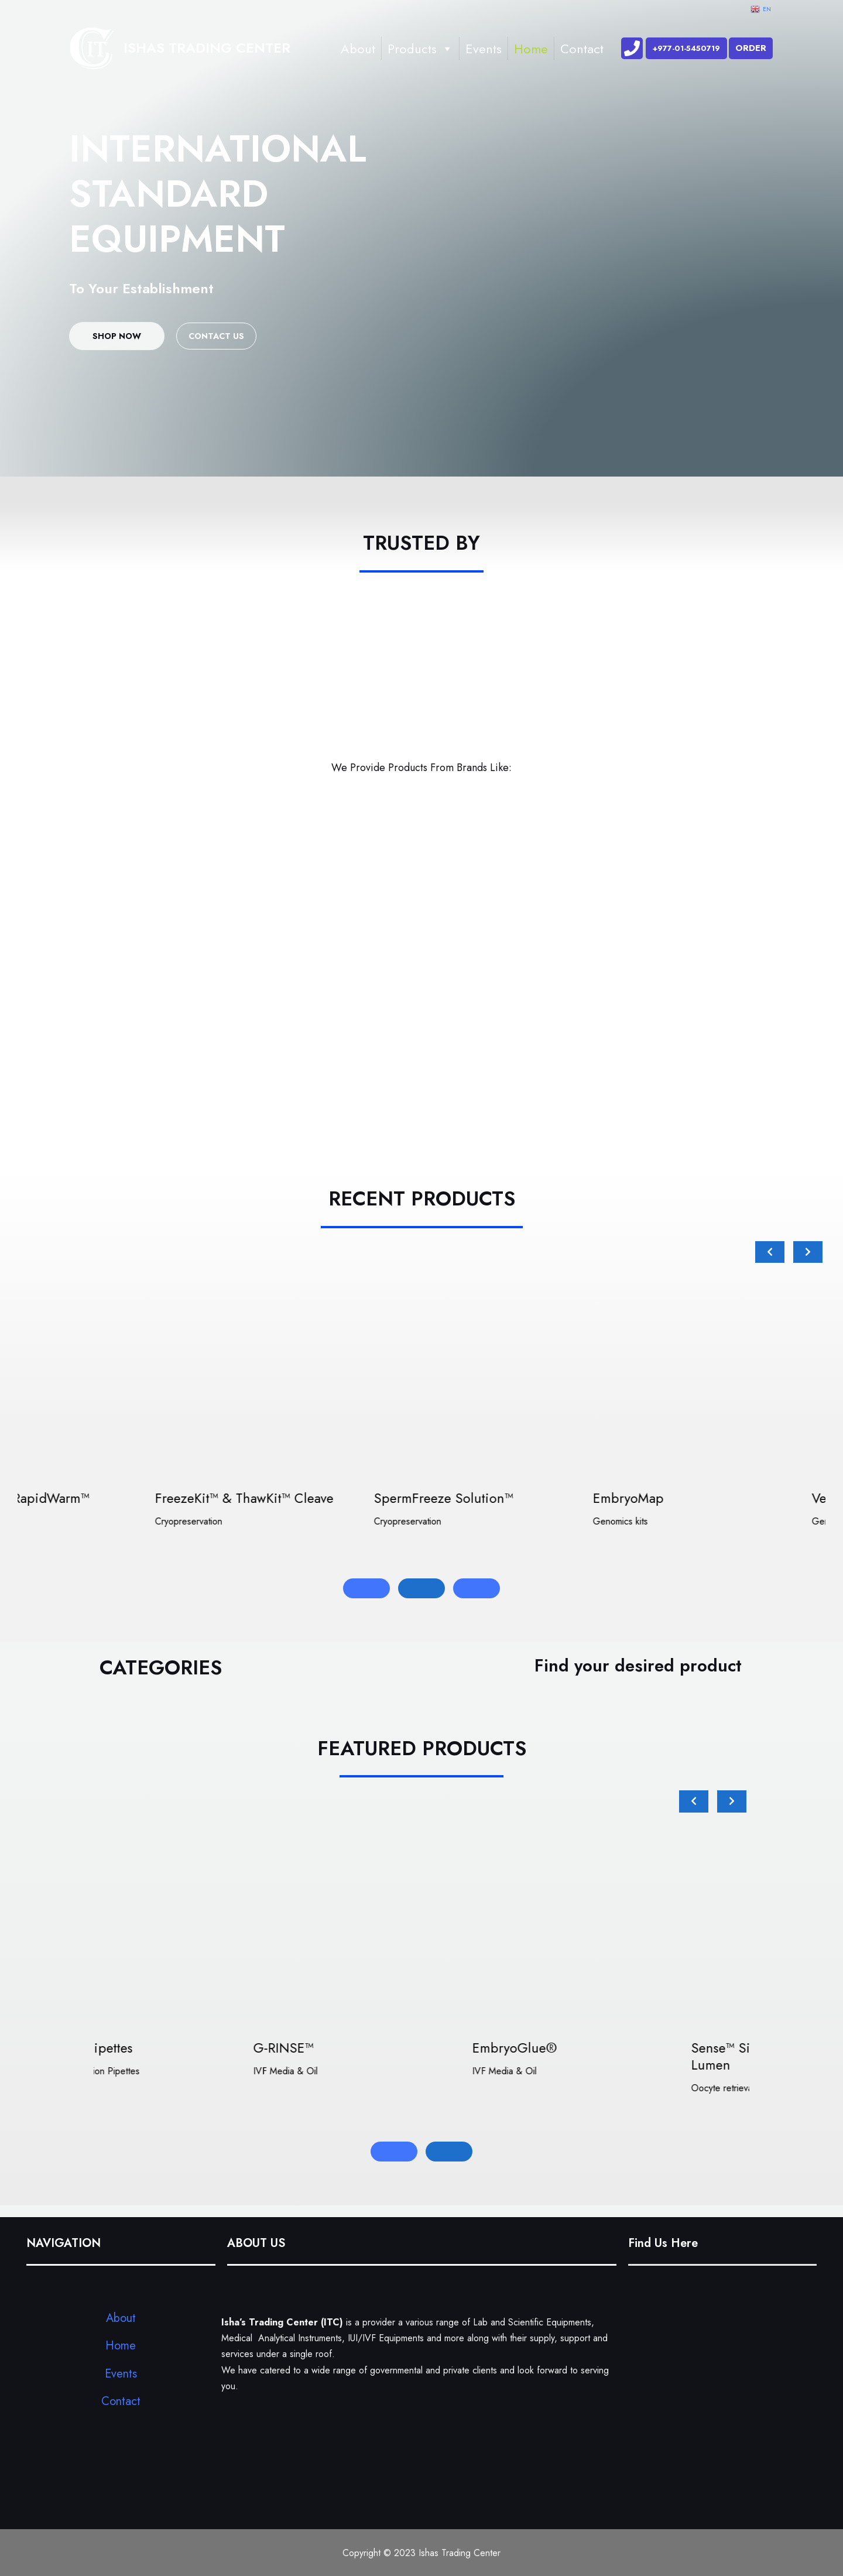 EN
ISHAS TRADING CENTER
About Products Events Home Contact
+977-01-5450719 ORDER
INTERNATIONAL
STANDARD
EQUIPMENT
To Your Establishment
SHOP NOW CONTACT US
TRUSTED BY
We Provide Products From Brands Like:
RECENT PRODUCTS
RapidWarm™ FreezeKit™ & ThawKit™ Cleave SpermFreeze Solution™ EmbryoMap Ve
Cryopreservation Cryopreservation Genomics kits Gen
CATEGORIES Find your desired product
FEATURED PRODUCTS
ipettes G-RINSE™ EmbryoGlue® Sense™ Si
Lumen
ion Pipettes IVF Media & Oil IVF Media & Oil Oocyte retrieva
NAVIGATION ABOUT US Find Us Here
About
Home
Events
Contact
Isha's Trading Center (ITC) is a provider a various range of Lab and Scientific Equipments,
Medical Analytical Instruments, IUI/IVF Equipments and more along with their supply, support and
services under a single roof.
We have catered to a wide range of governmental and private clients and look forward to serving
you.
Copyright © 2023 Ishas Trading Center